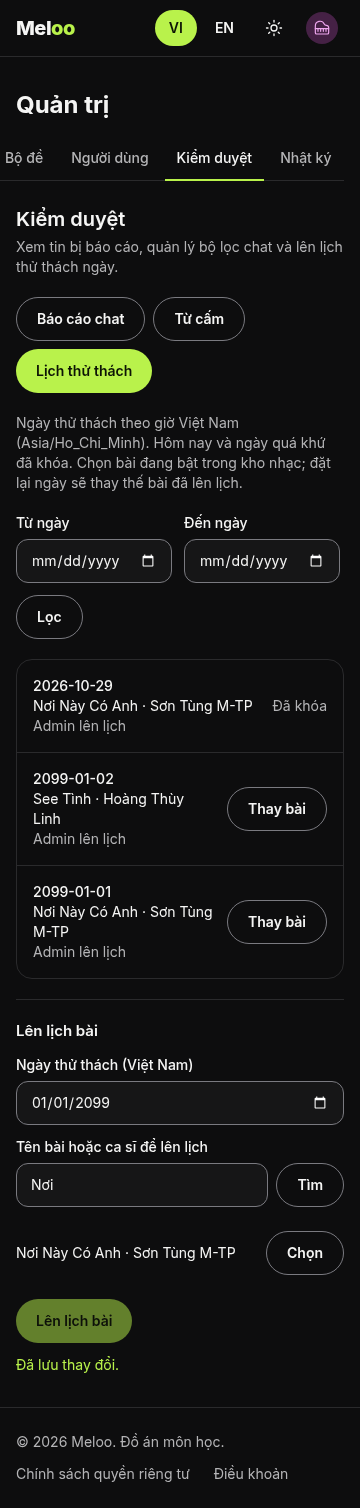 Meloo
VI
EN
Quản trị
Bộ đề
Người dùng
Kiểm duyệt
Nhật ký
Kiểm duyệt
Xem tin bị báo cáo, quản lý bộ lọc chat và lên lịch
thử thách ngày.
Báo cáo chat
Từ cấm
Lịch thử thách
Ngày thử thách theo giờ Việt Nam
(Asia/Ho_Chi_Minh). Hôm nay và ngày quá khứ
đã khóa. Chọn bài đang bật trong kho nhạc; đặt
lại ngày sẽ thay thế bài đã lên lịch.
Từ ngày
Đến ngày
mm/dd/yyyy
mm/dd/yyyy
Lọc
2026-10-29
Nơi Này Có Anh · Sơn Tùng M-TP
Đã khóa
Admin lên lịch
2099-01-02
See Tình · Hoàng Thùy
Linh
Admin lên lịch
Thay bài
2099-01-01
Nơi Này Có Anh · Sơn Tùng
M-TP
Admin lên lịch
Thay bài
Lên lịch bài
Ngày thử thách (Việt Nam)
01/01/2099
Tên bài hoặc ca sĩ để lên lịch
Nơi
Tìm
Nơi Này Có Anh · Sơn Tùng M-TP
Chọn
Lên lịch bài
Đã lưu thay đổi.
© 2026 Meloo. Đồ án môn học.
Chính sách quyền riêng tư
Điều khoản